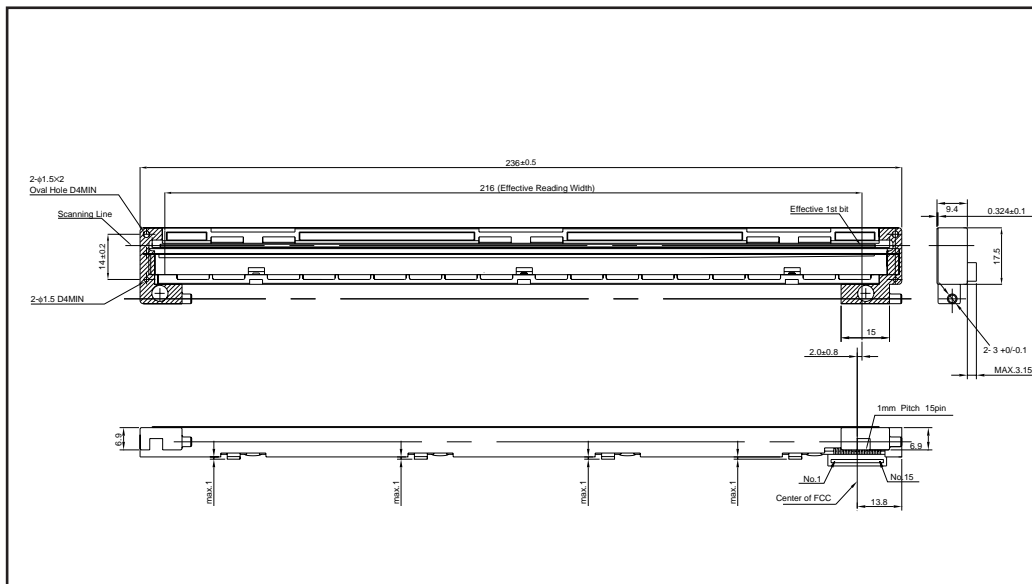 236±0.5
2-φ1.5×2
Oval Hole D4MIN
216 (Effective Reading Width)
Scanning Line
Effective 1st bit
9.4
0.324±0.1
14±0.2
17.5
2-φ1.5 D4MIN
15
2.0±0.8
2- 3 +0/-0.1
MAX.3.15
1mm Pitch 15pin
6.9
6.9
max.1
max.1
max.1
max.1
No.1
No.15
Center of FCC
13.8